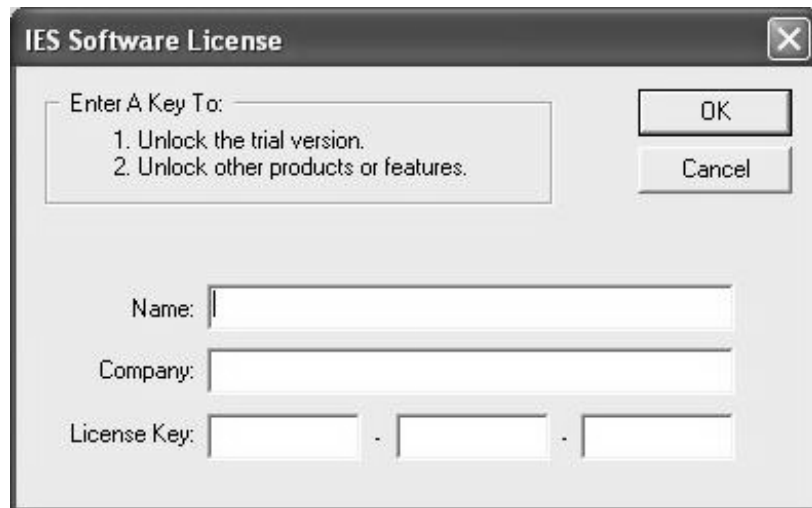 IES Software License
Enter A Key To:
1. Unlock the trial version.
2. Unlock other products or features.
OK
Cancel
Name:
Company:
License Key: - -